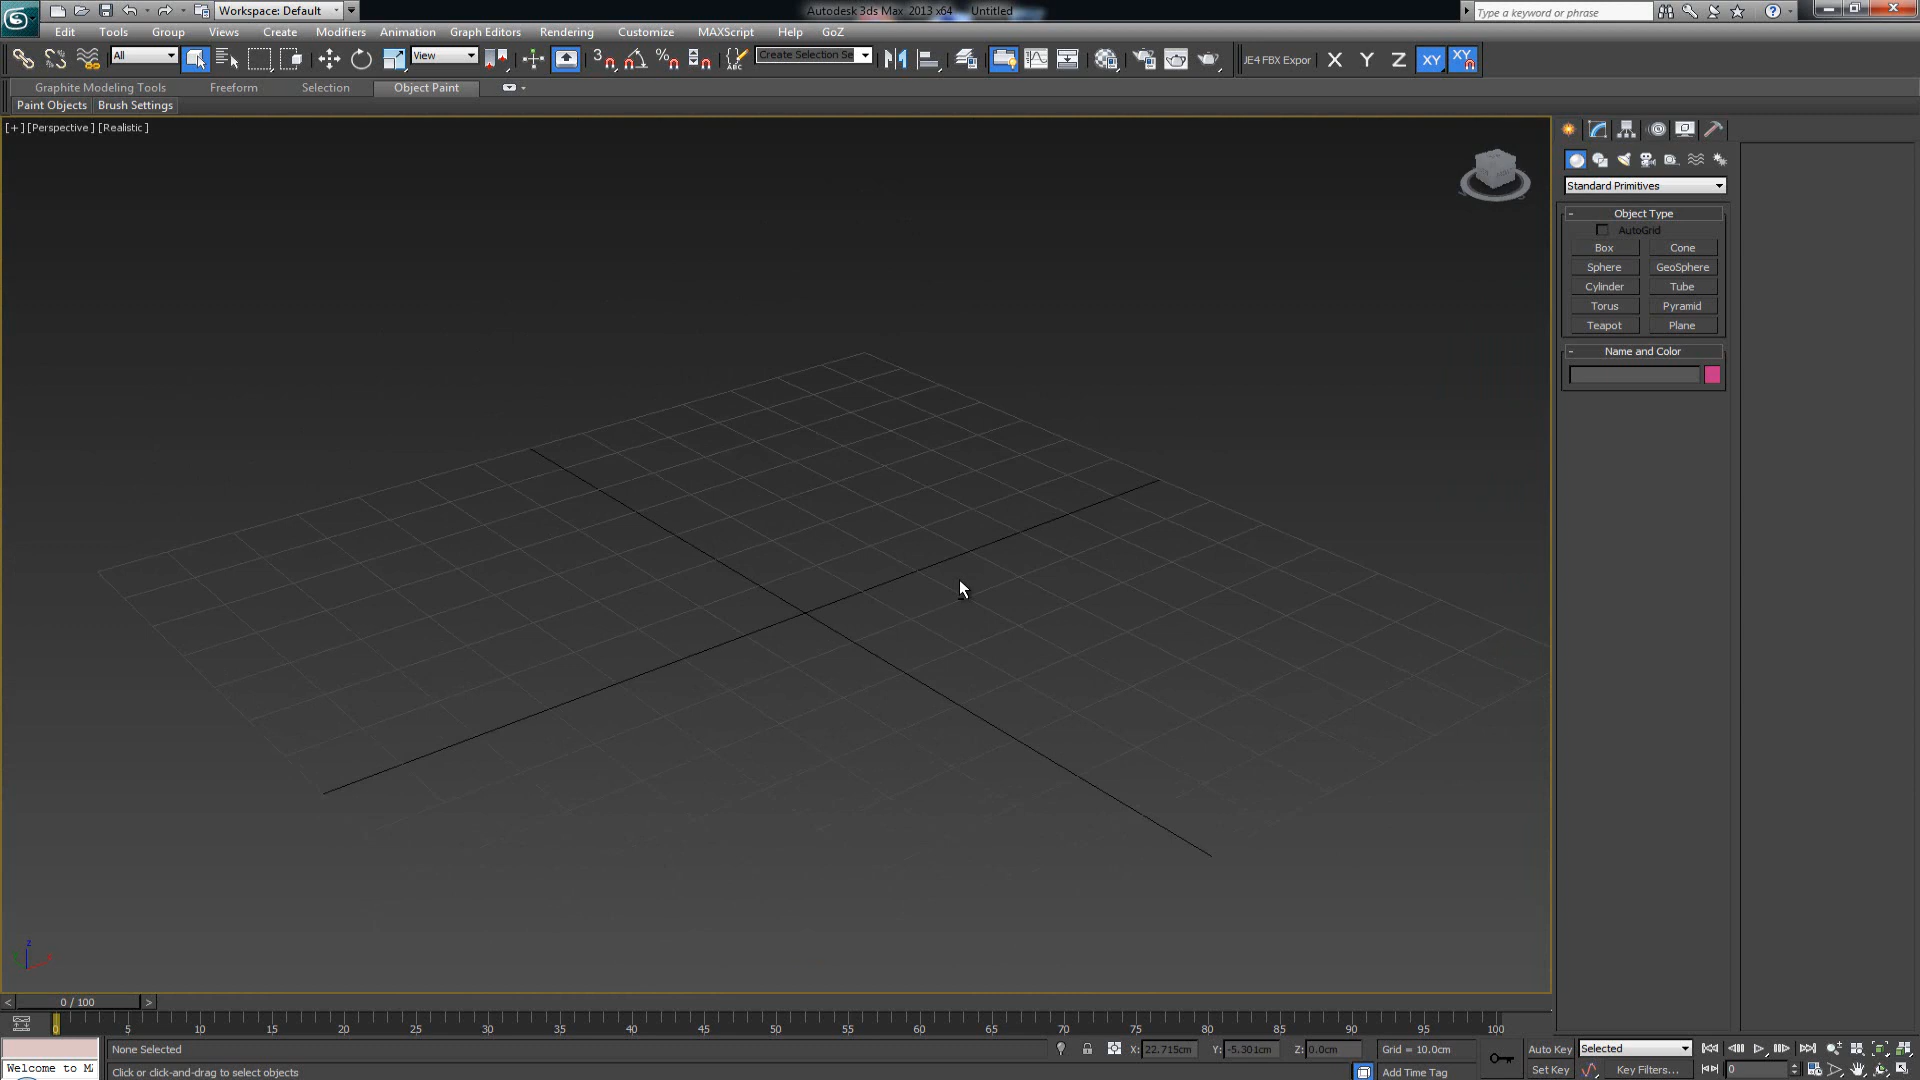 Workspace: Default
Autodesk 3ds Max 2013 x64 Untitled
Type a keyword or phrase
Edit Tools Group Views Create Modifiers Animation Graph Editors Rendering Customize MAXScript Help GoZ
All
View
3
Create Selection Se
JE4 FBX Expor X Y Z XY XY
Graphite Modeling Tools Freeform Selection Object Paint
Paint Objects Brush Settings
[+] [Perspective] [Realistic]
Standard Primitives
- Object Type
AutoGrid
Box Cone
Sphere GeoSphere
Cylinder Tube
Torus Pyramid
Teapot Plane
- Name and Color
z
< 0 / 100 >
0 5 10 15 20 25 30 35 40 45 50 55 60 65 70 75 80 85 90 95 100
None Selected X: 22.715cm Y: -5.301cm Z: 0.0cm Grid = 10.0cm Auto Key Selected
Welcome to MA Click or click-and-drag to select objects Add Time Tag Set Key Key Filters... 0